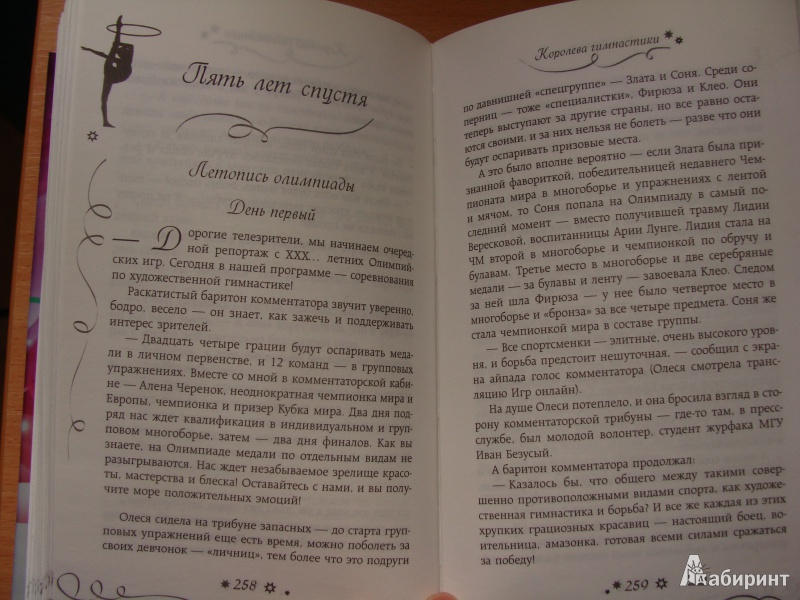 Пять лет спустя
Летопись олимпиады
День первый
— Дорогие телезрители, мы начинаем очеред-
ной репортаж с XXX... летних Олимпий-
ских игр. Сегодня в нашей программе — соревнования
по художественной гимнастике!
Раскатистый баритон комментатора звучит уверенно,
бодро, весело — он знает, как зажечь и поддерживать
интерес зрителей.
— Двадцать четыре грации будут оспаривать меда-
ли в личном первенстве, и 12 команд — в групповых
упражнениях. Вместе со мной в комментаторской каби-
не — Алена Черенок, неоднократная чемпионка мира и
Европы, чемпионка и призер Кубка мира. Два дня под-
ряд нас ждет квалификация в индивидуальном и груп-
повом многоборье, затем — два дня финалов. Как вы
знаете, на Олимпиаде медали по отдельным видам не
разыгрываются. Нас ждет незабываемое зрелище красо-
ты, мастерства и блеска! Оставайтесь с нами, и вы полу-
чите море положительных эмоций!
Олеся сидела на трибуне запасных — до старта груп-
повых упражнений еще есть время, можно поболеть за
своих девчонок — «личниц», тем более что это подруги
258
Королева гимнастики
по давнишней «спецгруппе» — Злата и Соня. Среди со-
перниц — тоже «специалистки», Фирюза и Клео. Они
теперь выступают за другие страны, но все равно оста-
ются своими, и за них нельзя не болеть — разве что они
будут оспаривать призовые места.
А это было вполне вероятно — если Злата была при-
знанной фавориткой, победительницей недавнего Чем-
пионата мира в многоборье и упражнениях с лентой
и мячом, то Соня попала на Олимпиаду в самый по-
следний момент — вместо получившей травму Лидии
Вересковой, воспитанницы Арии Лунге. Лидия стала на
ЧМ второй в многоборье и чемпионкой по обручу и
булавам. Третье место в многоборье и две серебряные
медали — за булавы и ленту — завоевала Клео. Следом
за ней шла Фирюза — у нее было четвертое место в
многоборье и «бронза» за все четыре предмета. Соня же
стала чемпионкой мира в составе группы.
— Все спортсменки — элитные, очень высокого уров-
ня, и борьба предстоит нешуточная, — сообщил с экра-
на айпада голос комментатора (Олеся смотрела транс-
ляцию Игр онлайн).
На душе Олеси потеплело, и она бросила взгляд в сто-
рону комментаторской трибуны — где-то там, в пресс-
службе, был молодой волонтер, студент журфака МГУ
Иван Безусый.
А баритон комментатора продолжал:
— Казалось бы, что общего между такими совер-
шенно противоположными видами спорта, как художе-
ственная гимнастика и борьба? И все же каждая из этих
хрупких грациозных красавиц — настоящий боец, во-
ительница, амазонка, готовая всеми силами сражаться
за победу!
259
Лабиринт